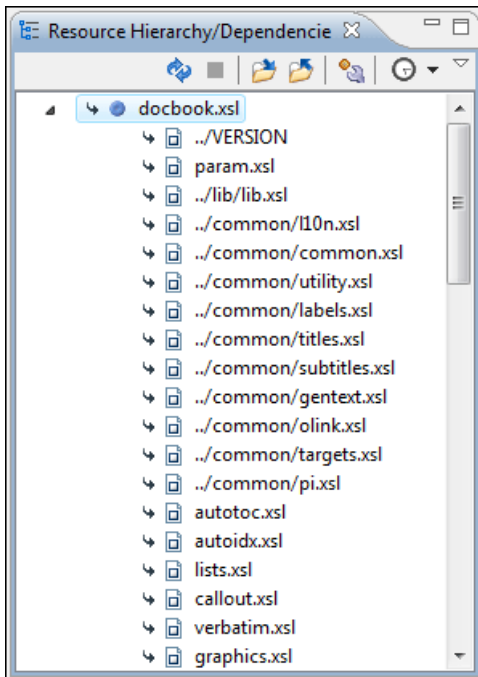 Resource Hierarchy/Dependencie
docbook.xsl
../VERSION
param.xsl
../lib/lib.xsl
../common/l10n.xsl
../common/common.xsl
../common/utility.xsl
../common/labels.xsl
../common/titles.xsl
../common/subtitles.xsl
../common/gentext.xsl
../common/olink.xsl
../common/targets.xsl
../common/pi.xsl
autotoc.xsl
autoidx.xsl
lists.xsl
callout.xsl
verbatim.xsl
graphics.xsl